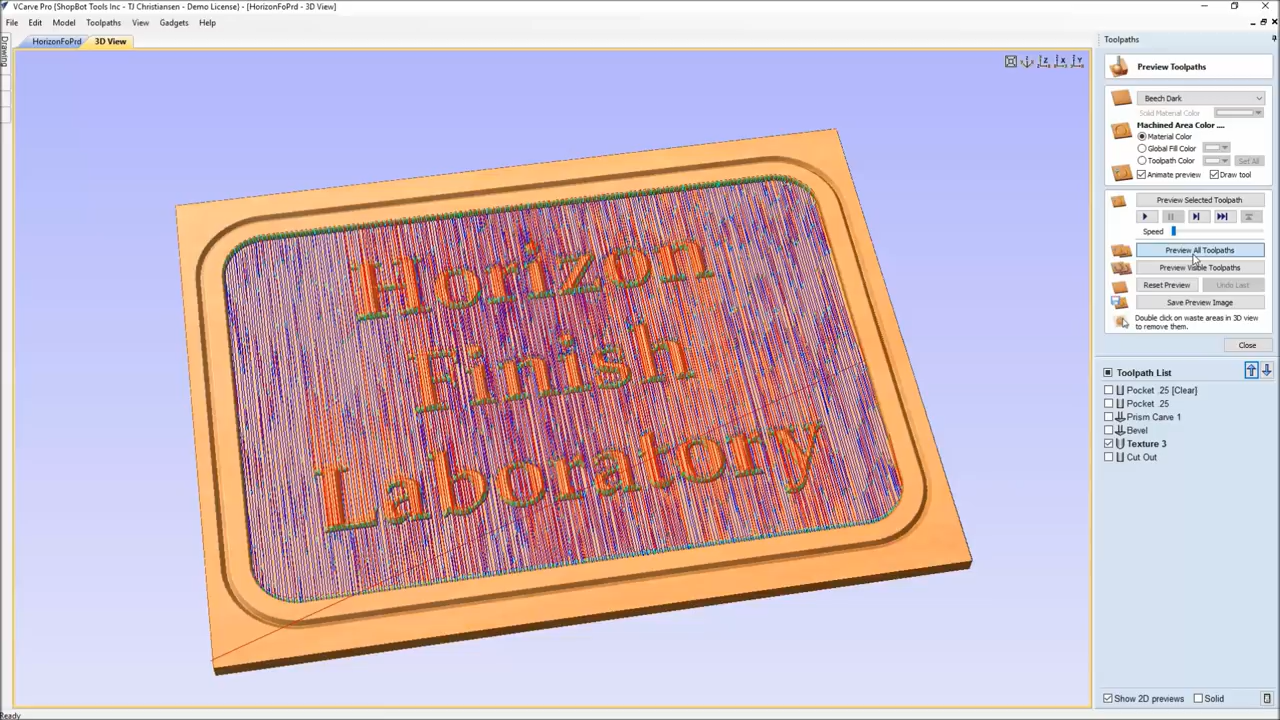 VCarve Pro {ShopBot Tools Inc - TJ Christiansen - Demo License} - [HorizonFoPrd - 3D View]
File Edit Model Toolpaths View Gadgets Help
Drawing
HorizonFoPrd 3D View
Z X Y
Horizon
Finish
Laboratory
Toolpaths
Preview Toolpaths
Beech Dark
Solid Material Color
Machined Area Color ....
Material Color
Global Fill Color
Toolpath Color Set All
Animate preview Draw tool
Preview Selected Toolpath
Speed
Preview All Toolpaths
Preview Visible Toolpaths
Reset Preview Undo Last
Save Preview Image
Double click on waste areas in 3D view
to remove them.
Close
Toolpath List
Pocket .25 [Clear]
Pocket .25
Prism Carve 1
Bevel
Texture 3
Cut Out
Show 2D previews Solid
Ready